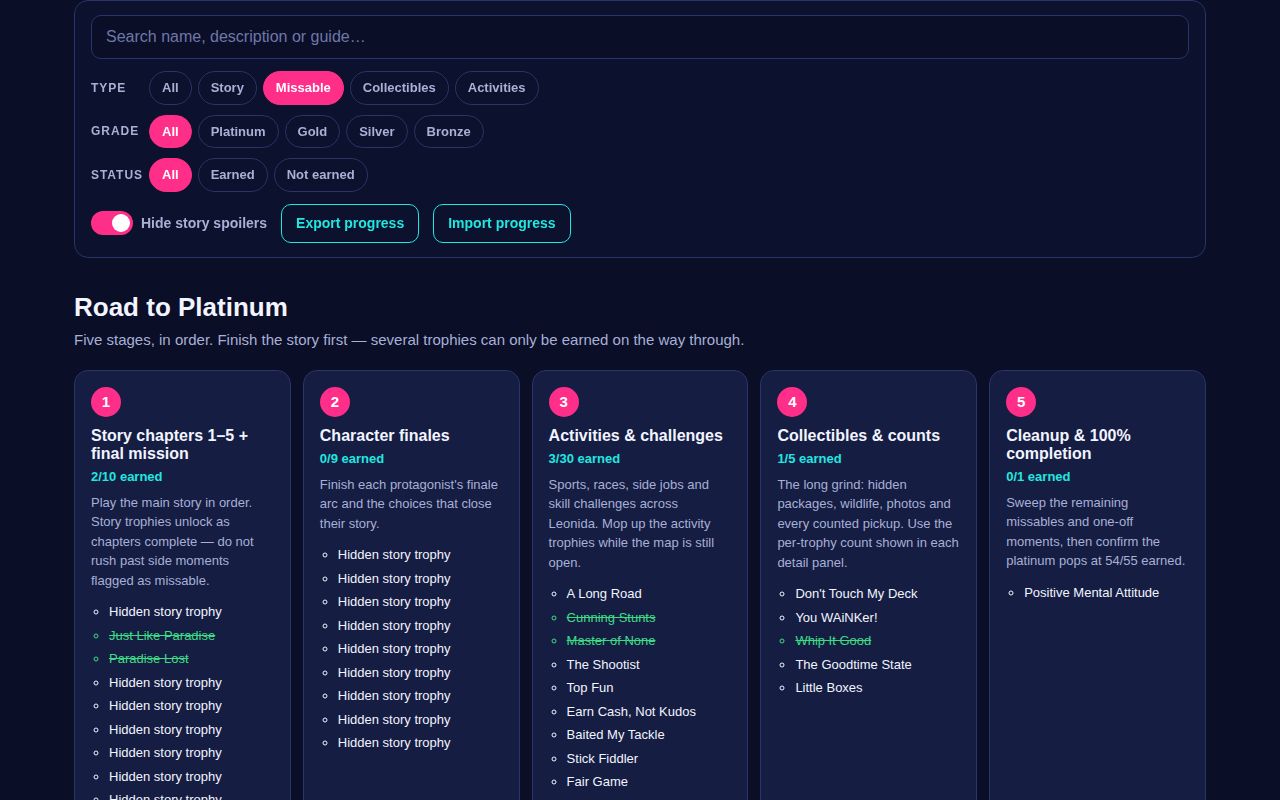 Search name, description or guide…
TYPE All Story Missable Collectibles Activities
GRADE All Platinum Gold Silver Bronze
STATUS All Earned Not earned
Hide story spoilers Export progress Import progress
Road to Platinum
Five stages, in order. Finish the story first — several trophies can only be earned on the way through.
1
Story chapters 1–5 +
final mission
2/10 earned
Play the main story in order.
Story trophies unlock as
chapters complete — do not
rush past side moments
flagged as missable.
Hidden story trophy
Just Like Paradise
Paradise Lost
Hidden story trophy
Hidden story trophy
Hidden story trophy
Hidden story trophy
Hidden story trophy
Hidden story trophy
2
Character finales
0/9 earned
Finish each protagonist's finale
arc and the choices that close
their story.
Hidden story trophy
Hidden story trophy
Hidden story trophy
Hidden story trophy
Hidden story trophy
Hidden story trophy
Hidden story trophy
Hidden story trophy
Hidden story trophy
3
Activities & challenges
3/30 earned
Sports, races, side jobs and
skill challenges across
Leonida. Mop up the activity
trophies while the map is still
open.
A Long Road
Cunning Stunts
Master of None
The Shootist
Top Fun
Earn Cash, Not Kudos
Baited My Tackle
Stick Fiddler
Fair Game
4
Collectibles & counts
1/5 earned
The long grind: hidden
packages, wildlife, photos and
every counted pickup. Use the
per-trophy count shown in each
detail panel.
Don't Touch My Deck
You WAiNKer!
Whip It Good
The Goodtime State
Little Boxes
5
Cleanup & 100%
completion
0/1 earned
Sweep the remaining
missables and one-off
moments, then confirm the
platinum pops at 54/55 earned.
Positive Mental Attitude